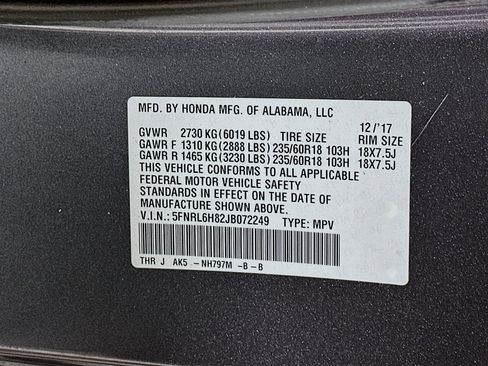 MFD. BY HONDA MFG. OF ALABAMA, LLC
12/'17
GVWR 2730 KG (6019 LBS) TIRE SIZE RIM SIZE
GAWR F 1310 KG (2888 LBS) 235/60R18 103H 18X7.5J
GAWR R 1465 KG (3230 LBS) 235/60R18 103H 18X7.5J
THIS VEHICLE CONFORMS TO ALL APPLICABLE
FEDERAL MOTOR VEHICLE SAFETY
STANDARDS IN EFFECT ON THE DATE OF
MANUFACTURE SHOWN ABOVE.
V.I.N.: 5FNRL6H82JB072249 TYPE: MPV
THR J AK5 -NH797M -B-B